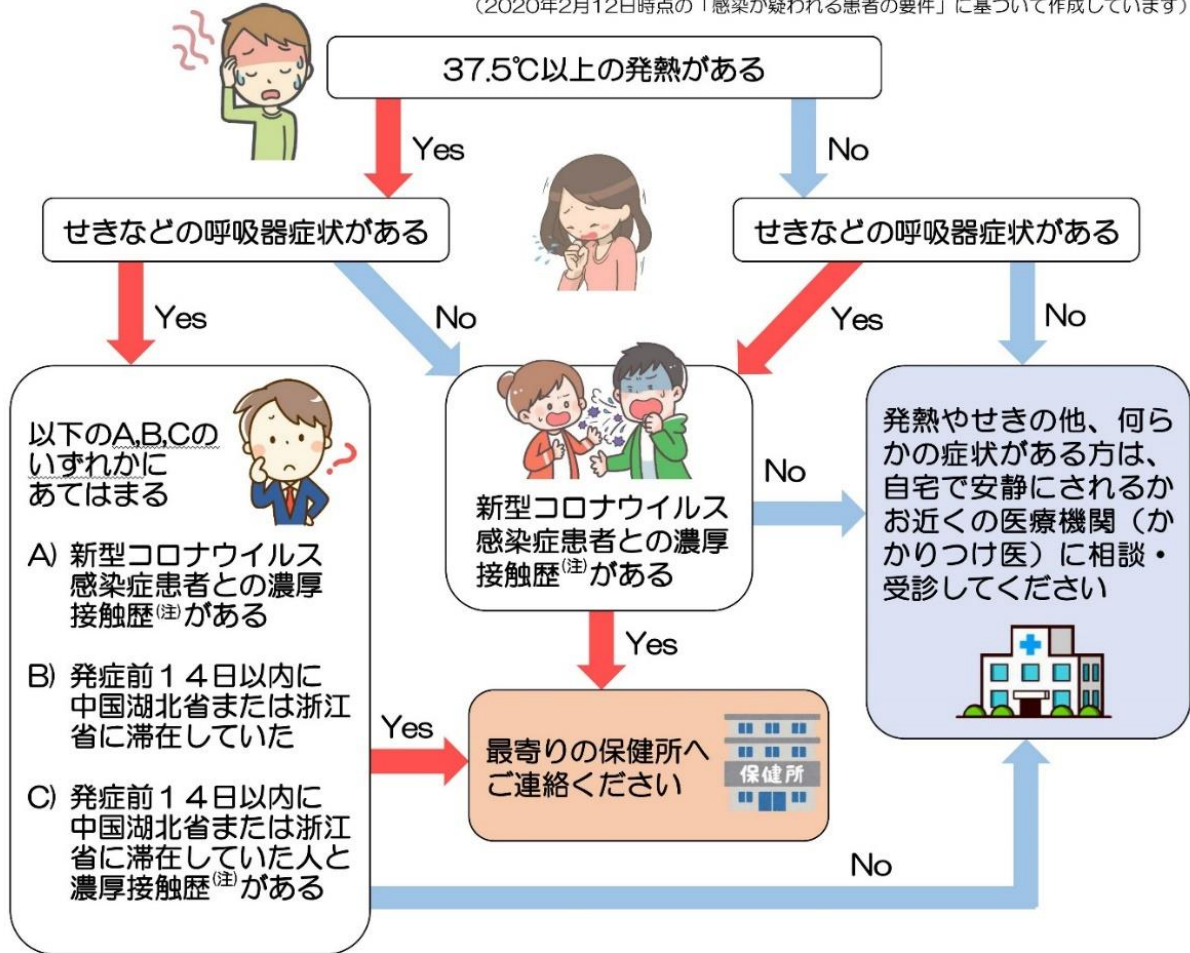 （2020年2月12日時点の「感染が疑われる患者の要件」に基づいて作成しています）
37.5℃以上の発熱がある
Yes
No
せきなどの呼吸器症状がある
せきなどの呼吸器症状がある
Yes
No
Yes
No
以下のA,B,Cの
いずれかに
あてはまる
A) 新型コロナウイルス
感染症患者との濃厚
接触歴(注)がある
B) 発症前１４日以内に
中国湖北省または浙江
省に滞在していた
C) 発症前１４日以内に
中国湖北省または浙江
省に滞在していた人と
濃厚接触歴(注)がある
新型コロナウイルス
感染症患者との濃厚
接触歴(注)がある
No
Yes
発熱やせきの他、何ら
かの症状がある方は、
自宅で安静にされるか
お近くの医療機関（か
かりつけ医）に相談・
受診してください
Yes
最寄りの保健所へ
ご連絡ください
保健所
No